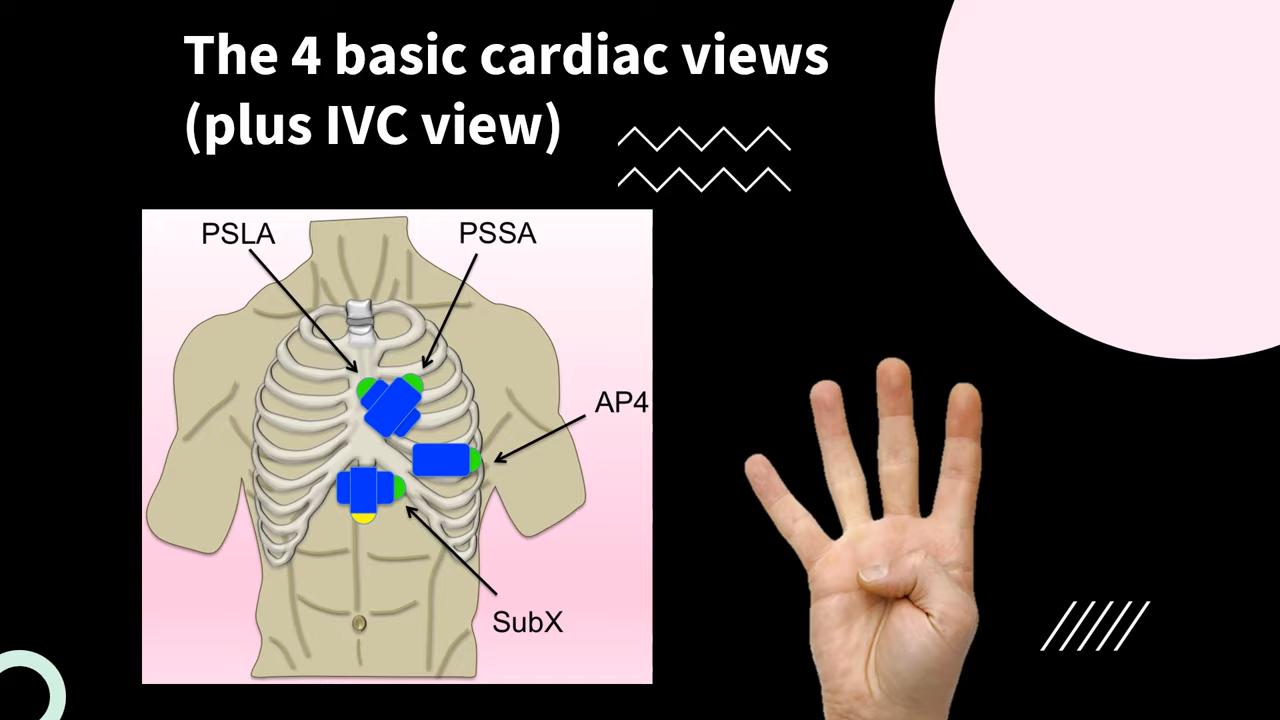 The 4 basic cardiac views
(plus IVC view)
PSLA
PSSA
AP4
SubX